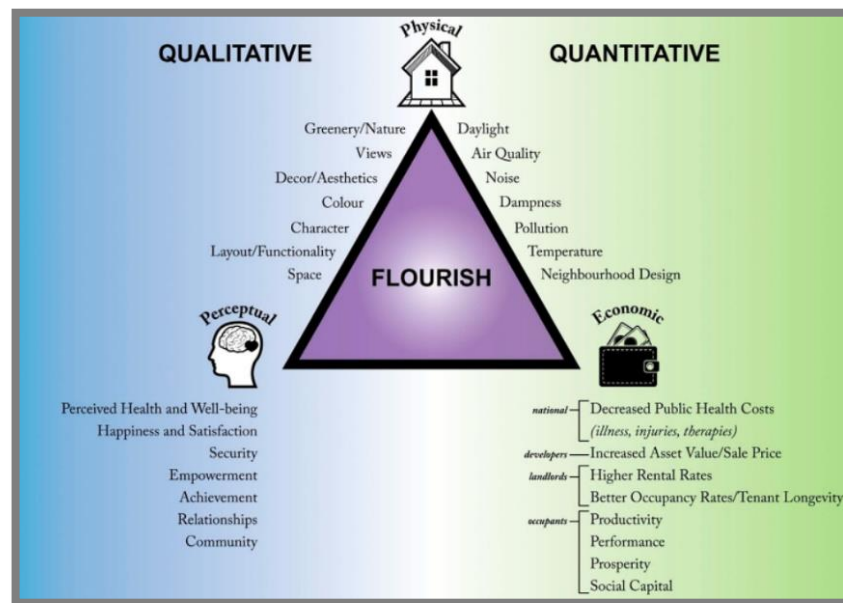 Physical
QUALITATIVE
QUANTITATIVE
Greenery/Nature
Views
Decor/Aesthetics
Colour
Character
Layout/Functionality
Space
Daylight
Air Quality
Noise
Dampness
Pollution
Temperature
Neighbourhood Design
FLOURISH
Perceptual
Perceived Health and Well-being
Happiness and Satisfaction
Security
Empowerment
Achievement
Relationships
Community
Economic
national
Decreased Public Health Costs
(illness, injuries, therapies)
developers
Increased Asset Value/Sale Price
landlords
Higher Rental Rates
Better Occupancy Rates/Tenant Longevity
occupants
Productivity
Performance
Prosperity
Social Capital